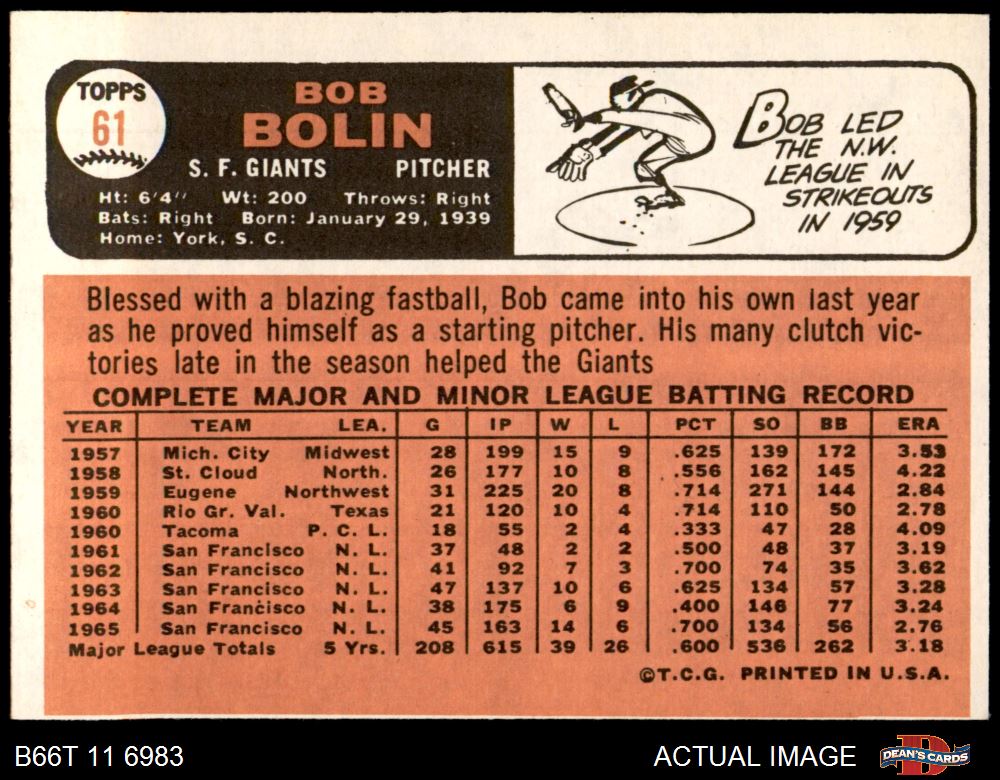 TOPPS
61
BOB
BOLIN
S. F. GIANTS PITCHER
Ht: 6'4" Wt: 200 Throws: Right
Bats: Right Born: January 29, 1939
Home: York, S. C.
BOB LED
THE N.W.
LEAGUE IN
STRIKEOUTS
IN 1959
Blessed with a blazing fastball, Bob came into his own last year
as he proved himself as a starting pitcher. His many clutch vic-
tories late in the season helped the Giants
COMPLETE MAJOR AND MINOR LEAGUE BATTING RECORD
YEAR TEAM LEA. G IP W L PCT SO BB ERA
1957 Mich. City Midwest 28 199 15 9 .625 139 172 3.53
1958 St. Cloud North. 26 177 10 8 .556 162 145 4.22
1959 Eugene Northwest 31 225 20 8 .714 271 144 2.84
1960 Rio Gr. Val. Texas 21 120 10 4 .714 110 50 2.78
1960 Tacoma P. C. L. 18 55 2 4 .333 47 28 4.09
1961 San Francisco N. L. 37 48 2 2 .500 48 37 3.19
1962 San Francisco N. L. 41 92 7 3 .700 74 35 3.62
1963 San Francisco N. L. 47 137 10 6 .625 134 57 3.28
1964 San Francisco N. L. 38 175 6 9 .400 146 77 3.24
1965 San Francisco N. L. 45 163 14 6 .700 134 56 2.76
Major League Totals 5 Yrs. 208 615 39 26 .600 536 262 3.18
©T.C.G. PRINTED IN U.S.A.
B66T 11 6983 ACTUAL IMAGE DEAN'S CARDS